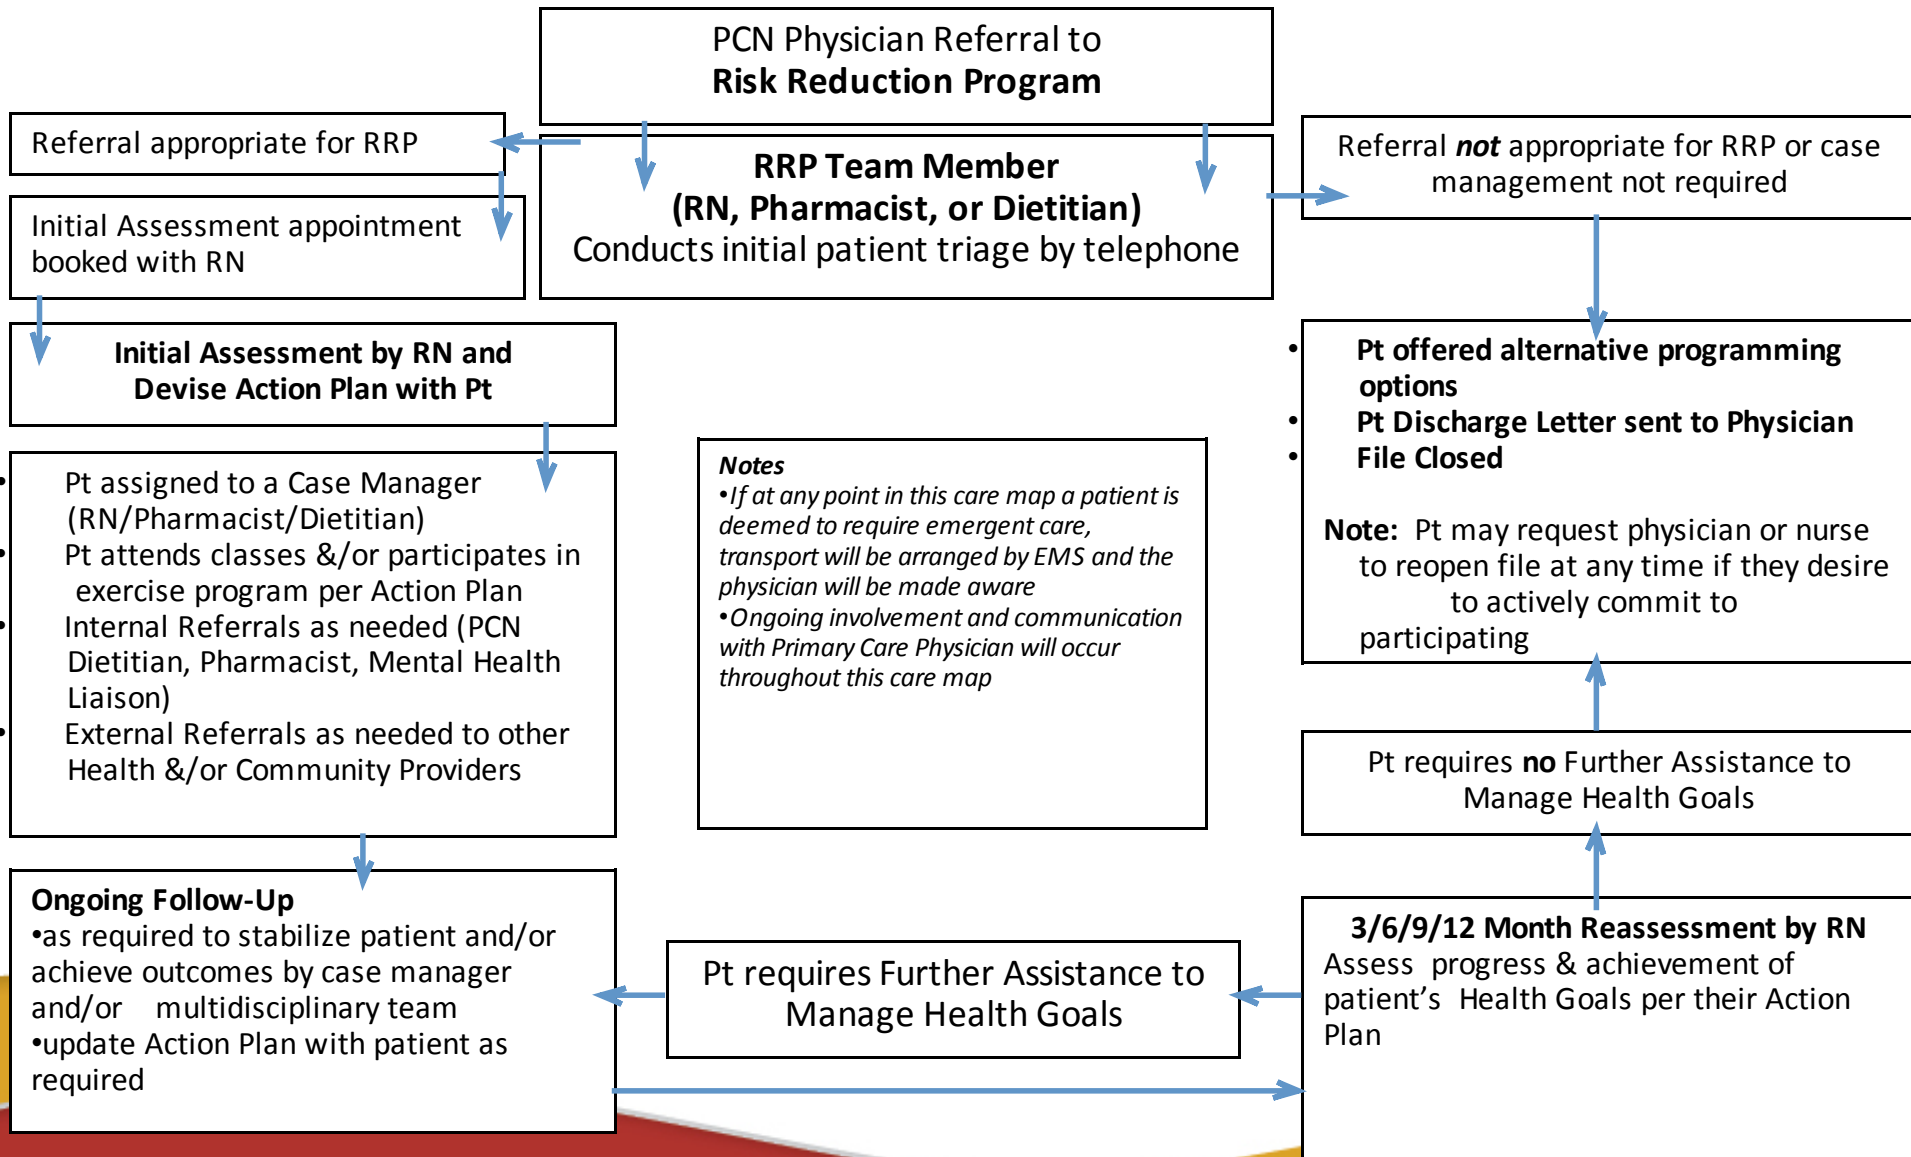 PCN Physician Referral to
Risk Reduction Program
Referral appropriate for RRP
RRP Team Member
(RN, Pharmacist, or Dietitian)
Conducts initial patient triage by telephone
Referral not appropriate for RRP or case
management not required
Initial Assessment appointment
booked with RN
Initial Assessment by RN and
Devise Action Plan with Pt
• Pt offered alternative programming
options
• Pt Discharge Letter sent to Physician
• File Closed
Note: Pt may request physician or nurse
to reopen file at any time if they desire
to actively commit to
participating
• Pt assigned to a Case Manager
(RN/Pharmacist/Dietitian)
• Pt attends classes &/or participates in
exercise program per Action Plan
• Internal Referrals as needed (PCN
Dietitian, Pharmacist, Mental Health
Liaison)
• External Referrals as needed to other
Health &/or Community Providers
Notes
•If at any point in this care map a patient is
deemed to require emergent care,
transport will be arranged by EMS and the
physician will be made aware
•Ongoing involvement and communication
with Primary Care Physician will occur
throughout this care map
Pt requires no Further Assistance to
Manage Health Goals
Ongoing Follow-Up
•as required to stabilize patient and/or
achieve outcomes by case manager
and/or multidisciplinary team
•update Action Plan with patient as
required
Pt requires Further Assistance to
Manage Health Goals
3/6/9/12 Month Reassessment by RN
Assess progress & achievement of
patient's Health Goals per their Action
Plan